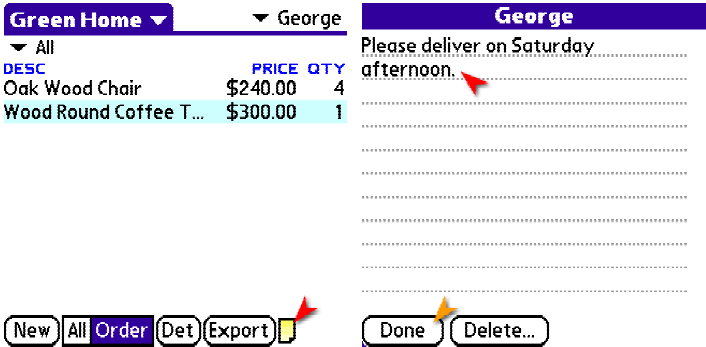 Green Home George
All
DESC PRICE QTY
Oak Wood Chair $240.00 4
Wood Round Coffee T... $300.00 1
New All Order Det Export
George
Please deliver on Saturday
afternoon.
Done Delete...